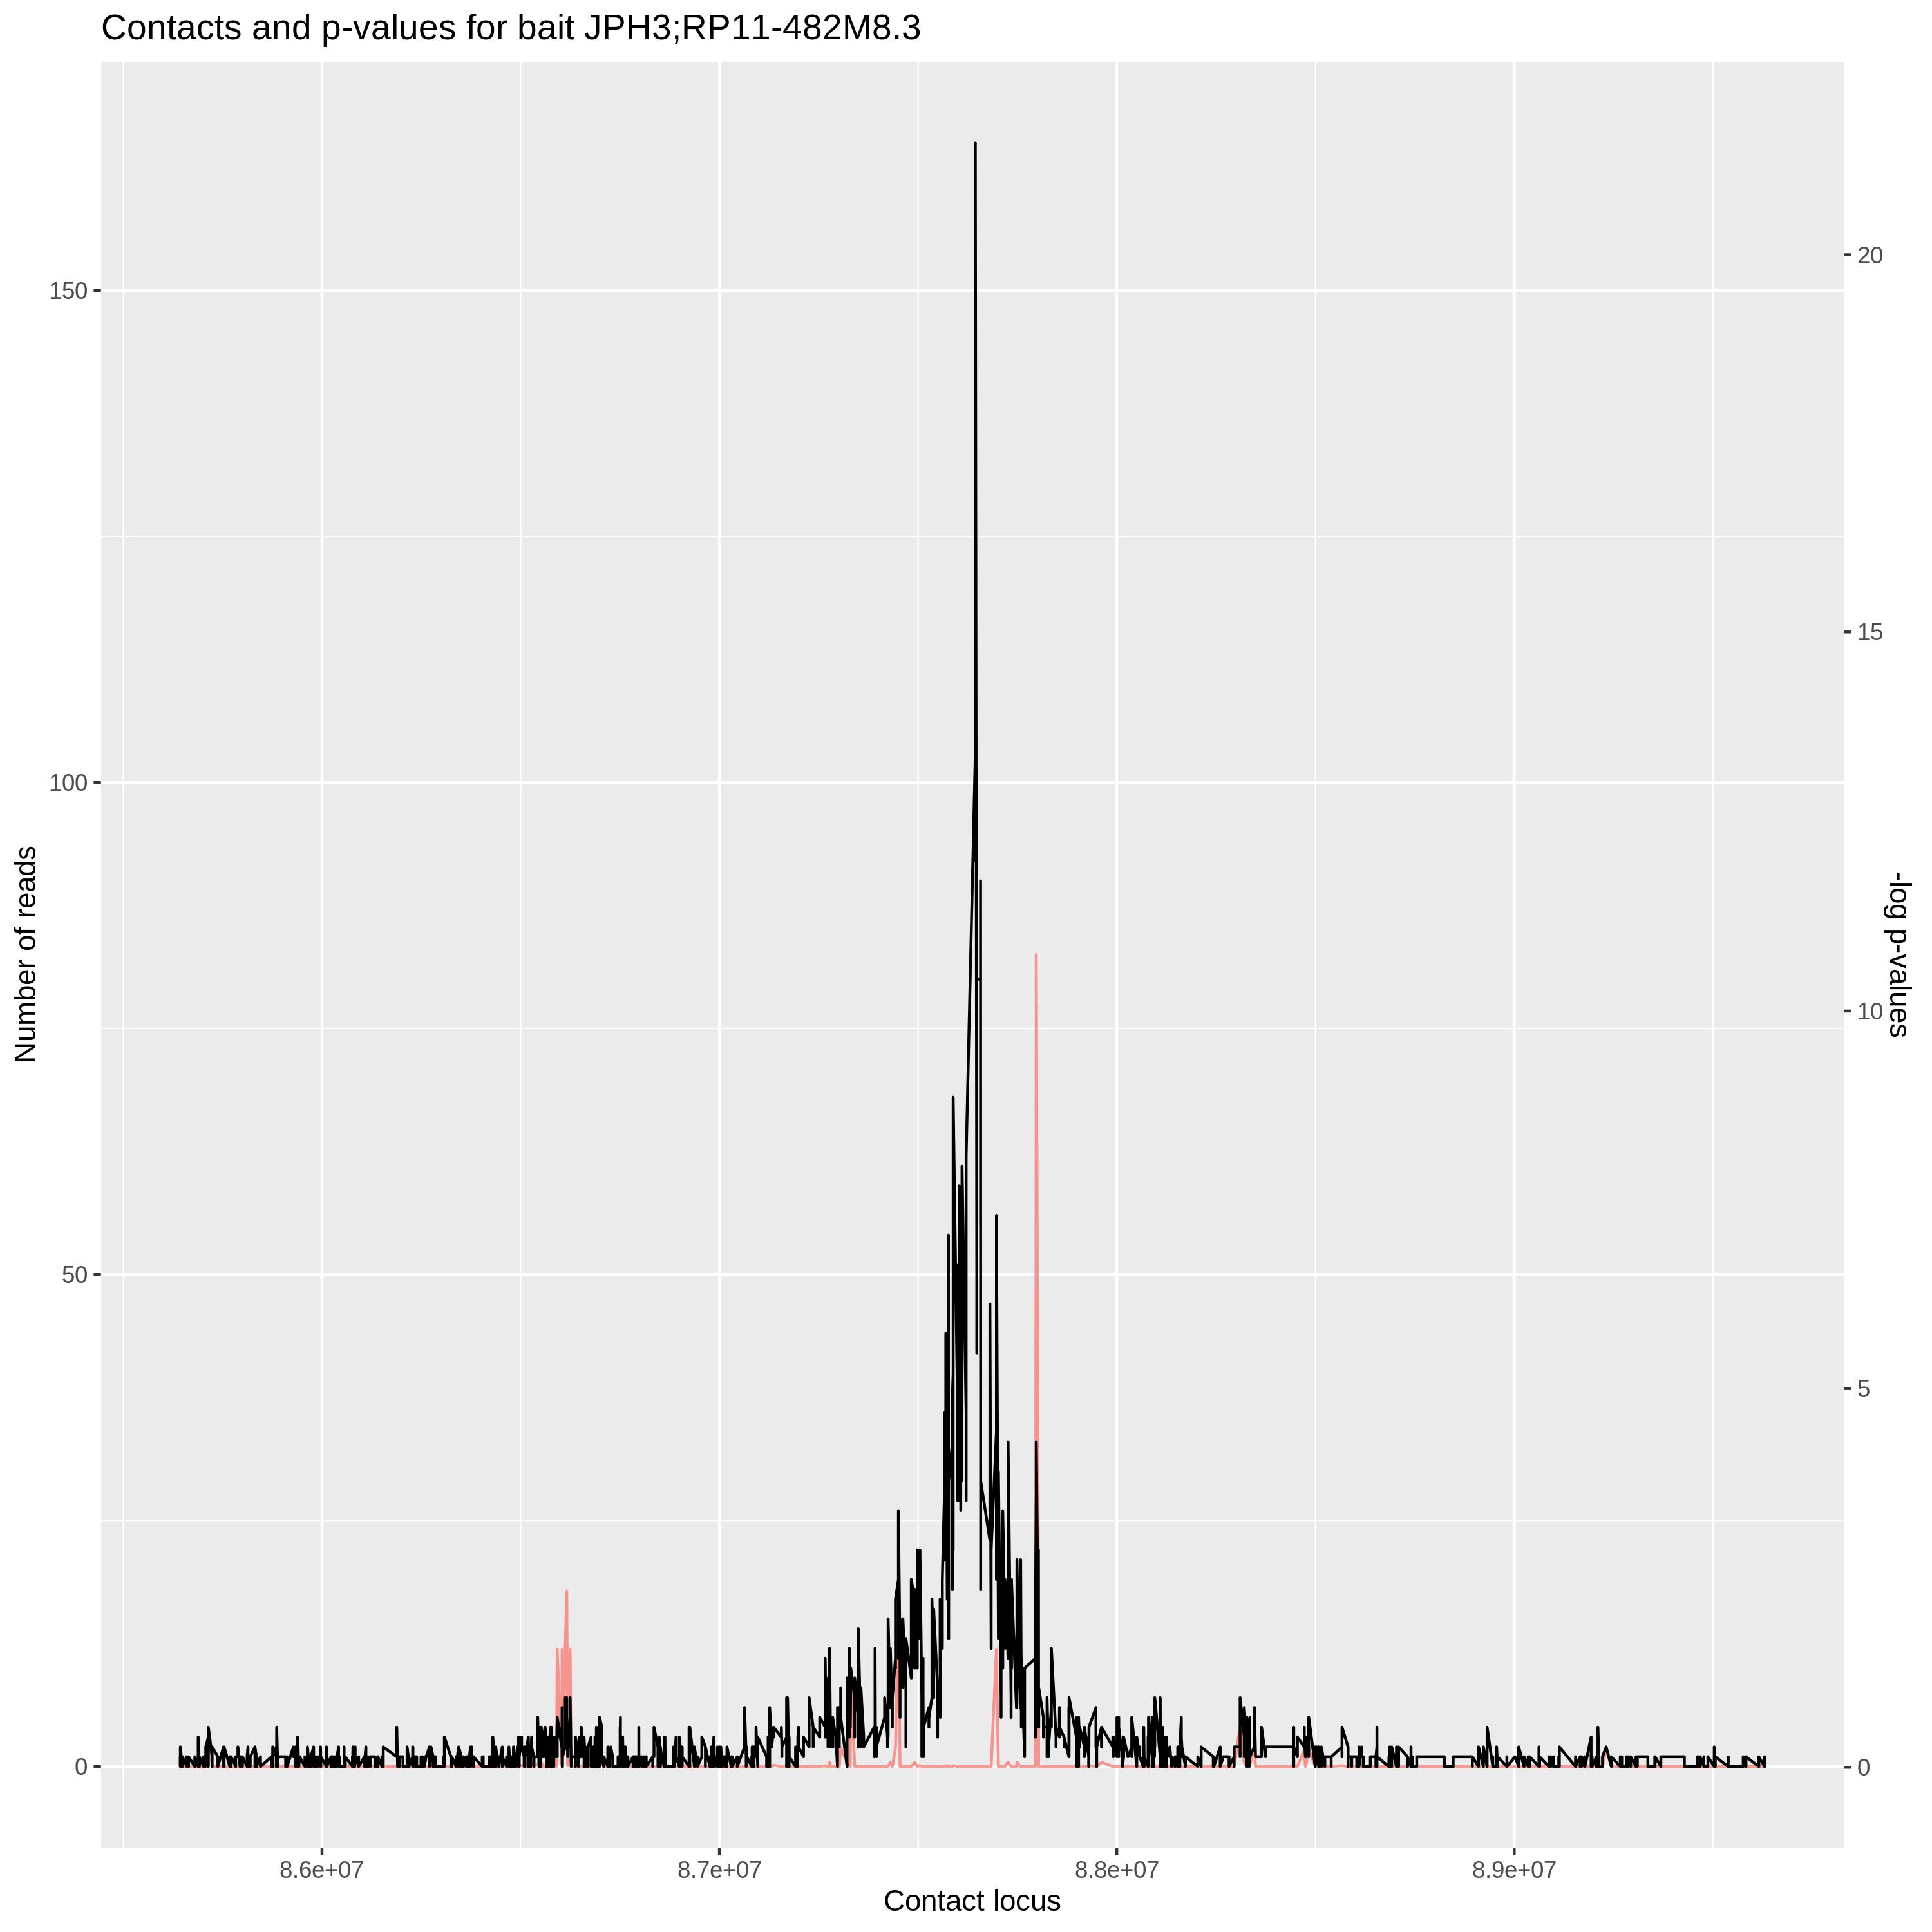 Contacts and p-values for bait JPH3;RP11-482M8.3
150
100
50
0
Number of reads
20
15
10
5
0
-log p-values
8.6e+07
8.7e+07
8.8e+07
8.9e+07
Contact locus